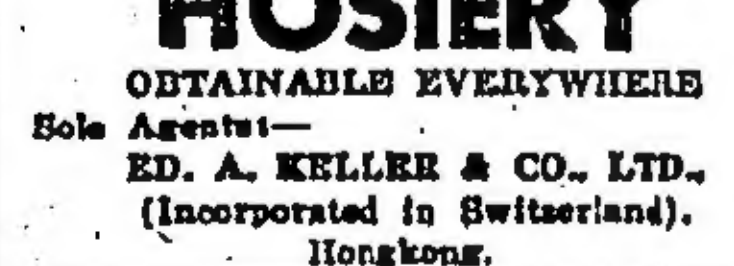 HOSIERY
OBTAINABLE EVERYWHERE
Sole Agents:—
ED. A. KELLER & CO., LTD.,
(Incorporated in Switzerland).
Hongkong.